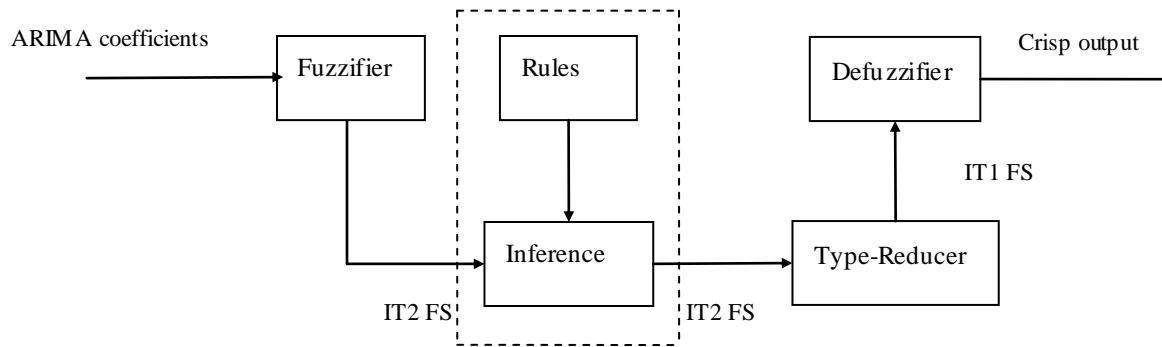 ARIMA coefficients
Fuzzifier
Rules
Defuzzifier
Crisp output
IT1 FS
Inference
Type-Reducer
IT2 FS
IT2 FS